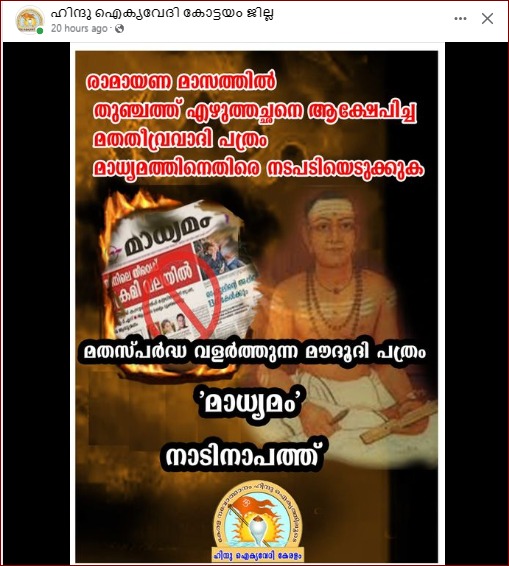 ഹിന്ദു ഐക്യവേദി കോട്ടയം ജില്ല
20 hours ago
രാമായണ മാസത്തിൽ
തുഞ്ചത്ത് എഴുത്തച്ഛനെ ആക്ഷേപിച്ച
മതതീവ്രവാദി പത്രം
മാധ്യമത്തിനെതിരെ നടപടിയെടുക്കുക
മാധ്യമം
മതസ്പർദ്ധ വളർത്തുന്ന മൗദൂദി പത്രം
'മാധ്യമം'
നാടിനാപത്ത്
ഹിന്ദു ഐക്യവേദി കേരളം